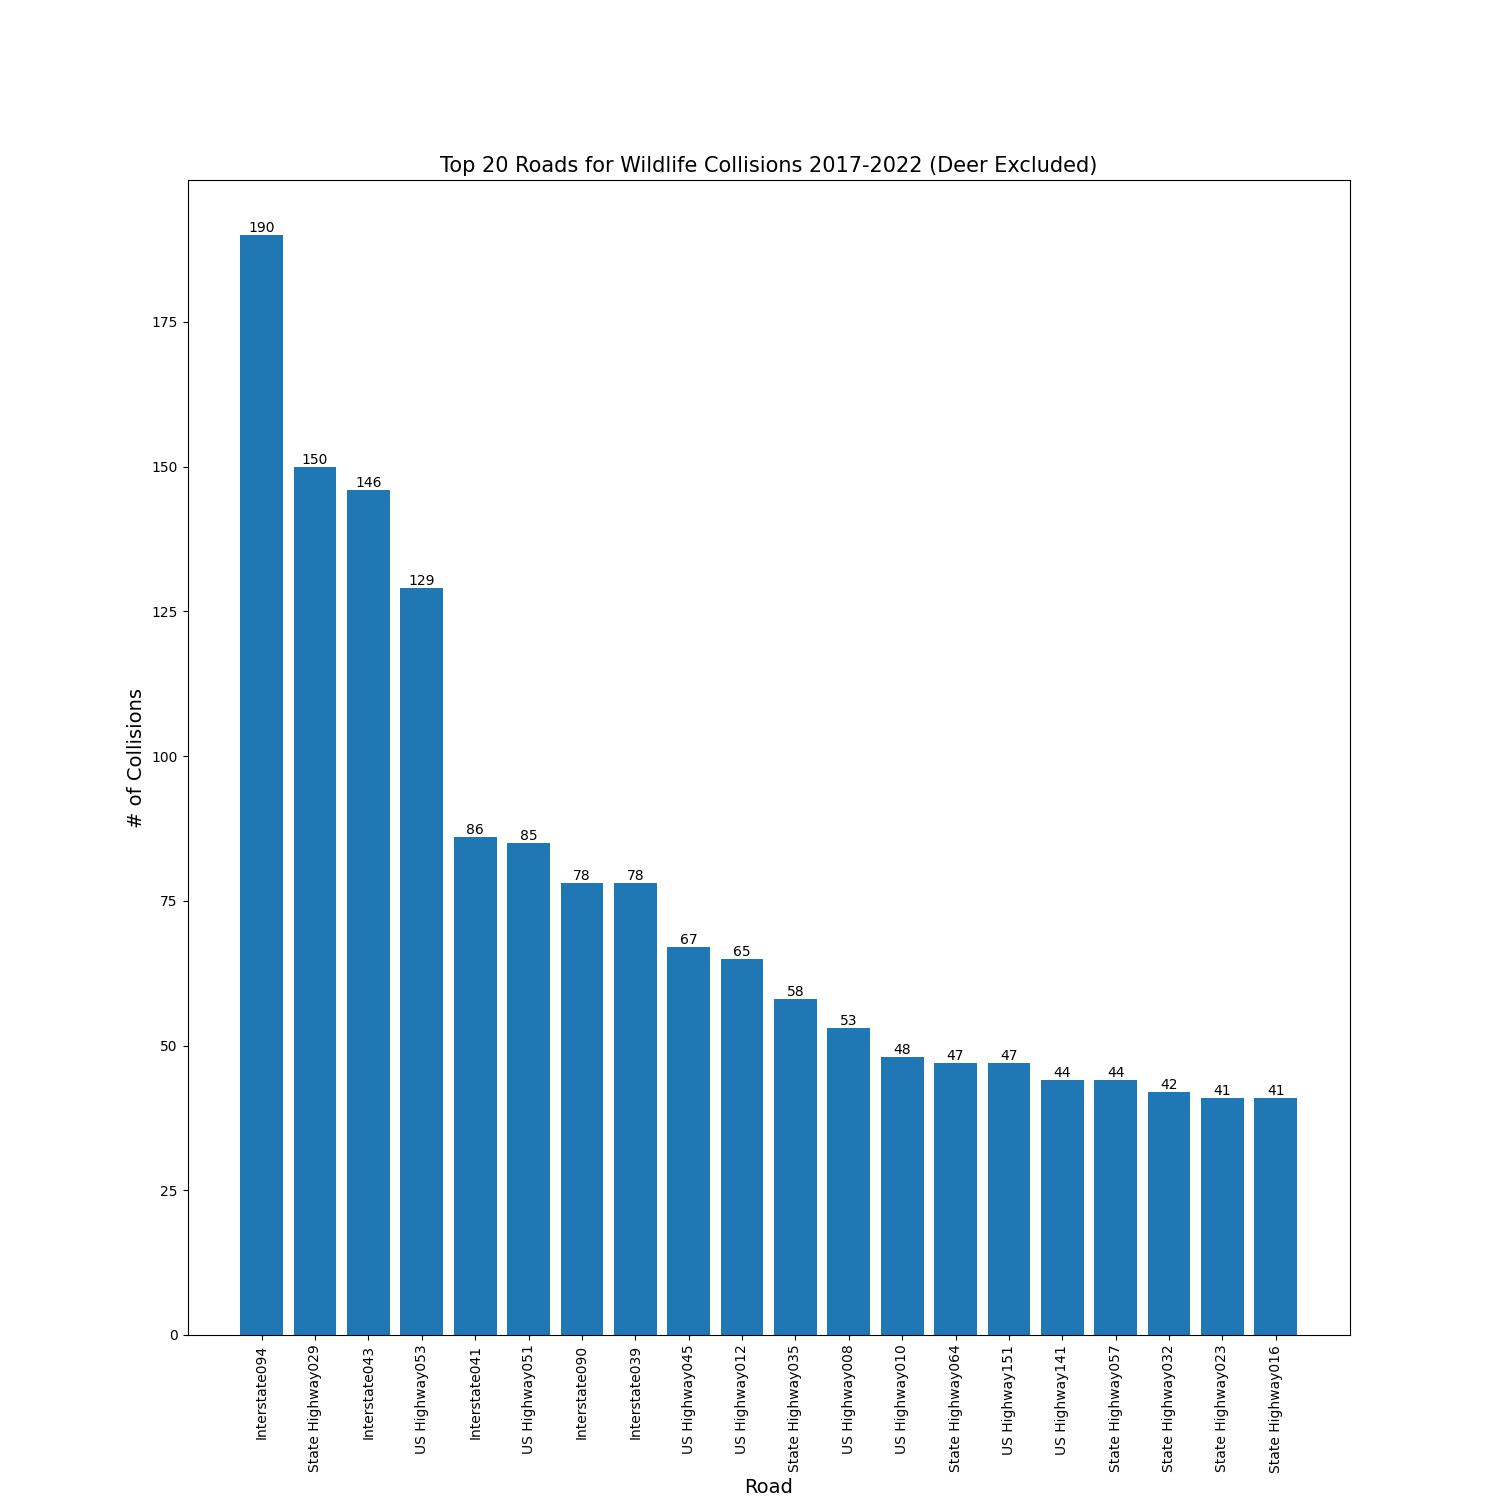 Top 20 Roads for Wildlife Collisions 2017-2022 (Deer Excluded)
# of Collisions
175
150
125
100
75
50
25
0
190
150
146
129
86
85
78
78
67
65
58
53
48
47
47
44
44
42
41
41
Interstate094
State Highway029
Interstate043
US Highway053
Interstate041
US Highway051
Interstate090
Interstate039
US Highway045
US Highway012
State Highway035
US Highway008
US Highway010
State Highway064
US Highway151
US Highway141
State Highway057
State Highway032
State Highway023
State Highway016
Road